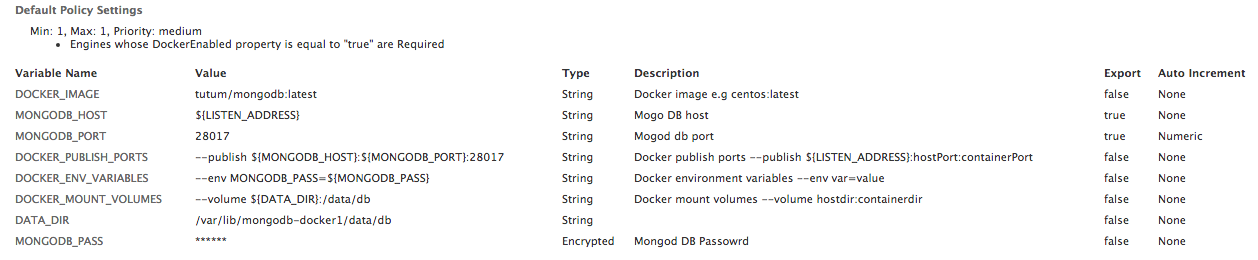 Default Policy Settings
Min: 1, Max: 1, Priority: medium
• Engines whose DockerEnabled property is equal to "true" are Required
Variable Name Value Type Description Export Auto Increment
DOCKER_IMAGE tutum/mongodb:latest String Docker image e.g centos:latest false None
MONGODB_HOST ${LISTEN_ADDRESS} String Mogo DB host true None
MONGODB_PORT 28017 String Mogod db port true Numeric
DOCKER_PUBLISH_PORTS --publish ${MONGODB_HOST}:${MONGODB_PORT}:28017 String Docker publish ports --publish ${LISTEN_ADDRESS}:hostPort:containerPort false None
DOCKER_ENV_VARIABLES --env MONGODB_PASS=${MONGODB_PASS} String Docker environment variables --env var=value false None
DOCKER_MOUNT_VOLUMES --volume ${DATA_DIR}:/data/db String Docker mount volumes --volume hostdir:containerdir false None
DATA_DIR /var/lib/mongodb-docker1/data/db String false None
MONGODB_PASS ****** Encrypted Mongod DB Passowrd false None